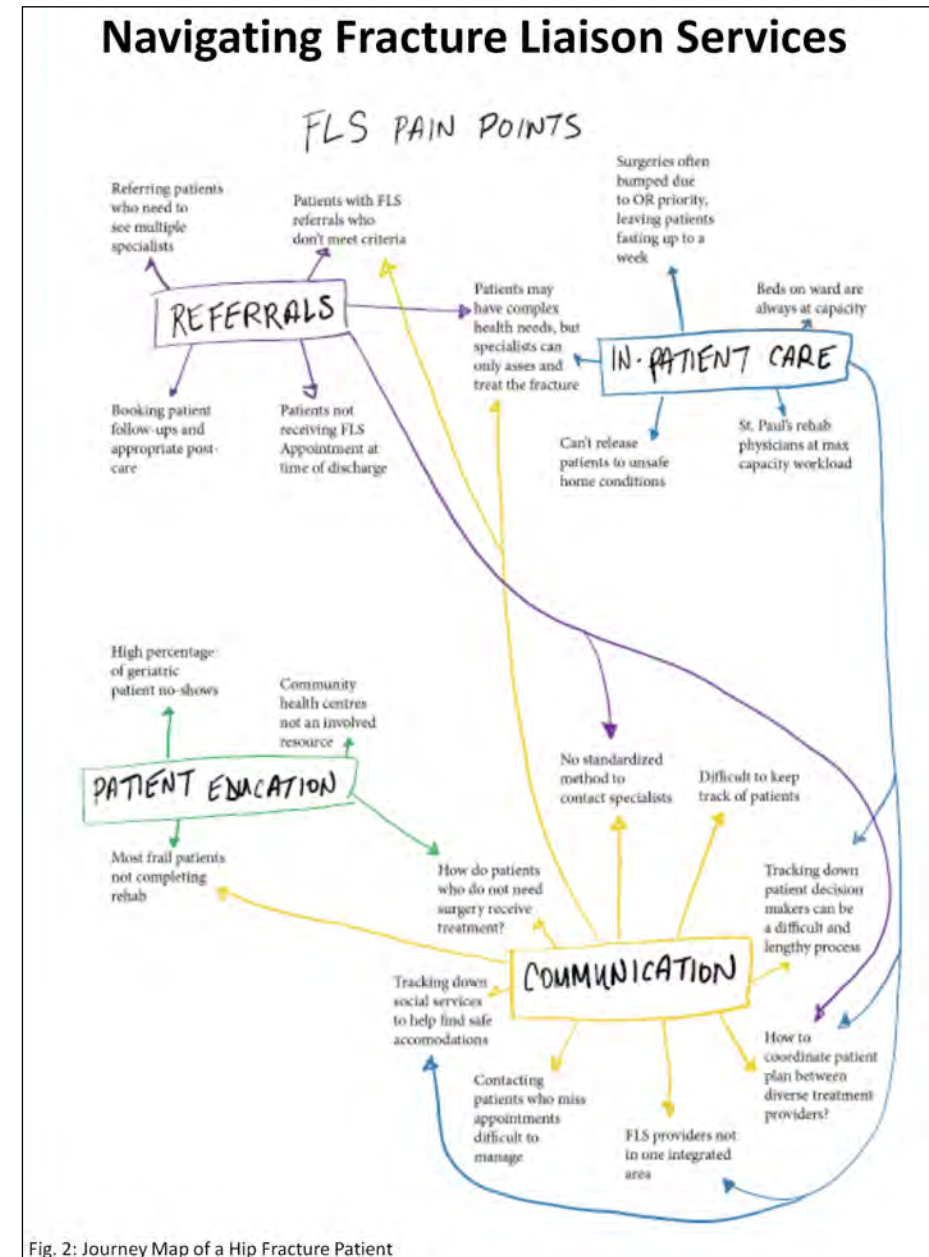 Navigating Fracture Liaison Services
FLS PAIN POINTS
Referring patients
who need to
see multiple
specialists
Patients with FLS
referrals who
don't meet criteria
Surgeries often
bumped due
to OR priority,
leaving patients
fasting up to a
week
REFERRALS
Patients may
have complex
health needs, but
specialists can
only asses and
treat the fracture
Beds on ward are
always at capacity
IN-PATIENT CARE
Booking patient
follow-ups and
appropriate post-
care
Patients not
receiving FLS
Appointment at
time of discharge
Can't release
patients to unsafe
home conditions
St. Paul's rehab
physicians at max
capacity workload
High percentage
of geriatric
patient no-shows
Community
health centres
not an involved
resource
PATIENT EDUCATION
Most frail patients
not completing
rehab
No standardized
method to
contact specialists
Difficult to keep
track of patients
How do patients
who do not need
surgery receive
treatment?
Tracking down
patient decision
makers can be
a difficult and
lengthy process
COMMUNICATION
Tracking down
social services
to help find safe
accomodations
Contacting
patients who miss
appointments
difficult to
manage
FLS providers not
in one integrated
area
How to
coordinate patient
plan between
diverse treatment
providers?
Fig. 2: Journey Map of a Hip Fracture Patient